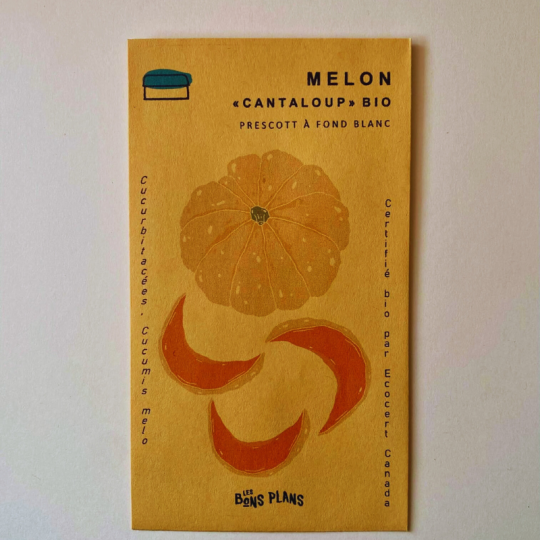 MELON
«CANTALOUP» BIO
PRESCOTT À FOND BLANC
Cucurbitacées. Cucumis melo
Certifié bio par Ecocert Canada
LES
BONS PLANS